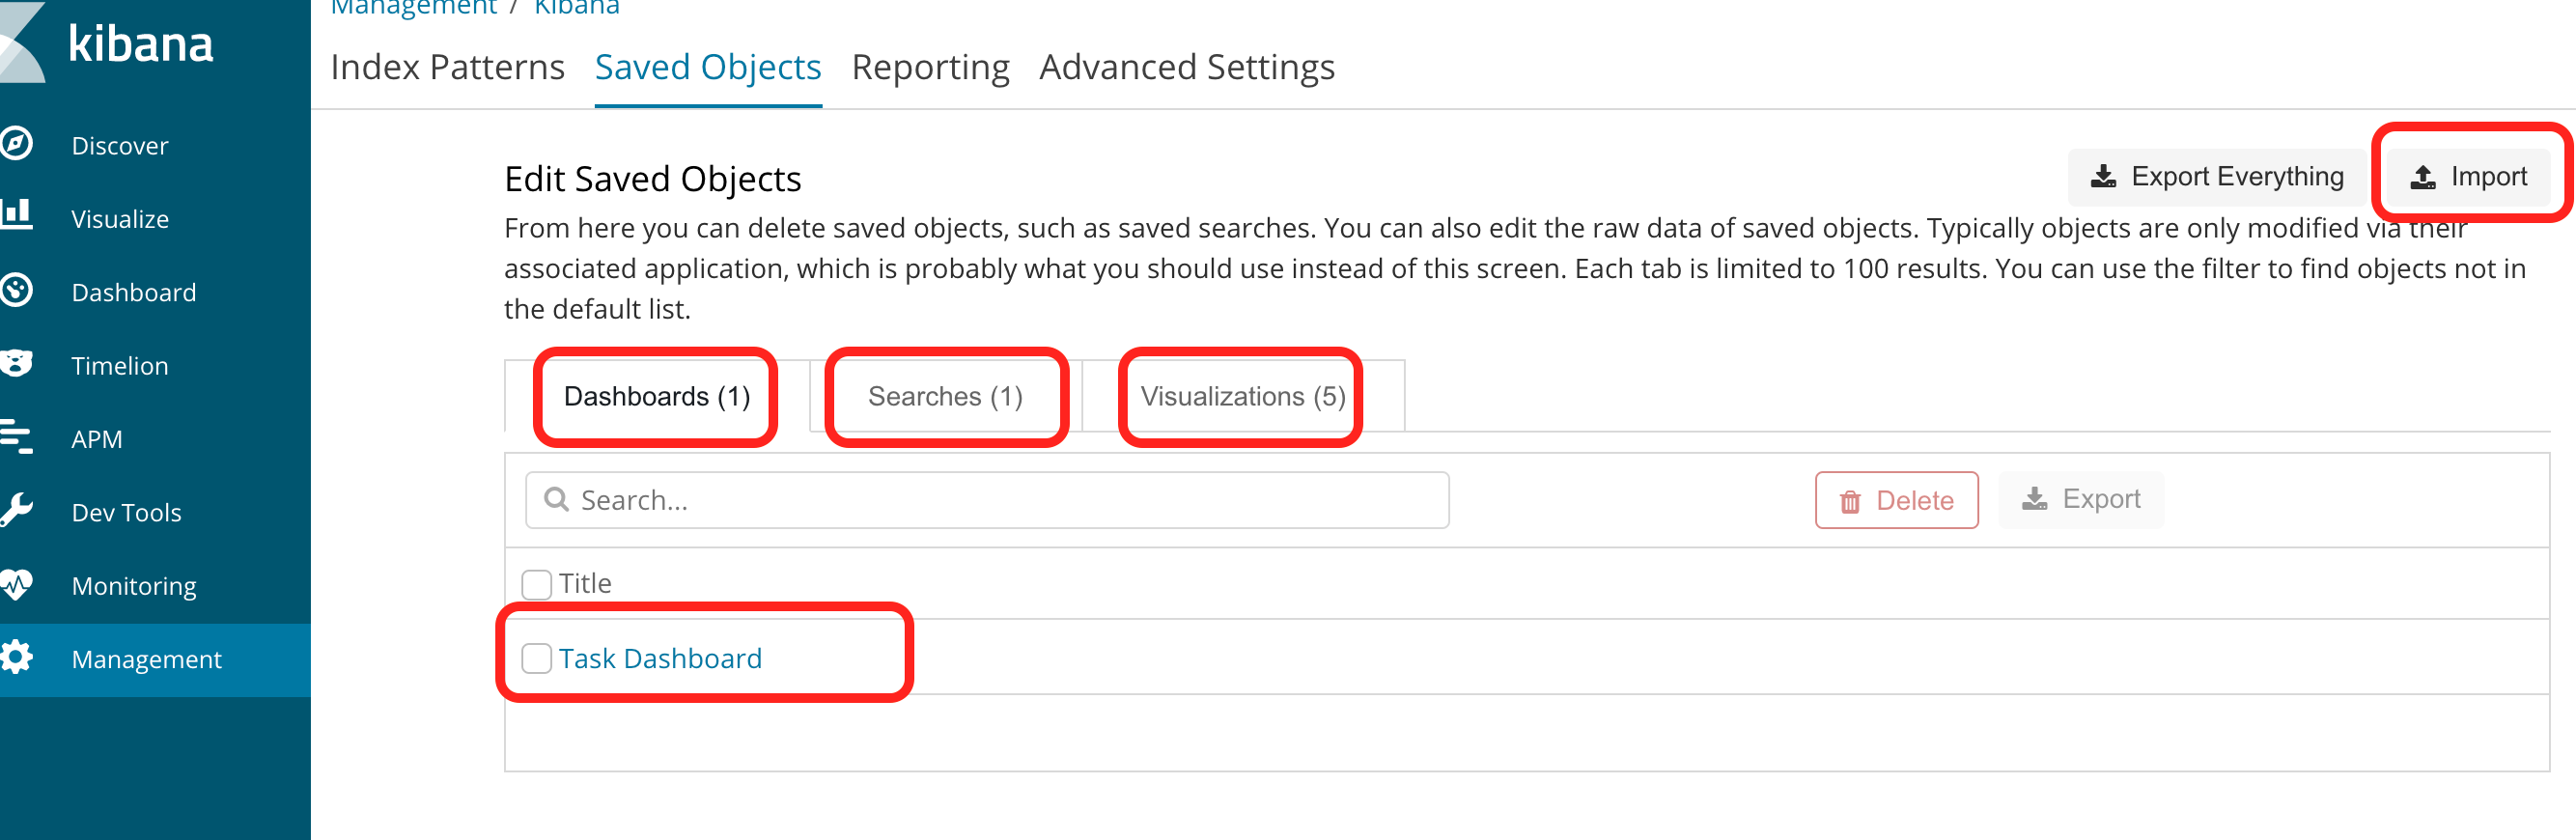 Management / Kibana
kibana
Index Patterns Saved Objects Reporting Advanced Settings
Discover
Visualize
Dashboard
Timelion
APM
Dev Tools
Monitoring
Management
Edit Saved Objects
Export Everything
Import
From here you can delete saved objects, such as saved searches. You can also edit the raw data of saved objects. Typically objects are only modified via their
associated application, which is probably what you should use instead of this screen. Each tab is limited to 100 results. You can use the filter to find objects not in
the default list.
Dashboards (1) Searches (1) Visualizations (5)
Search...
Delete
Export
Title
Task Dashboard